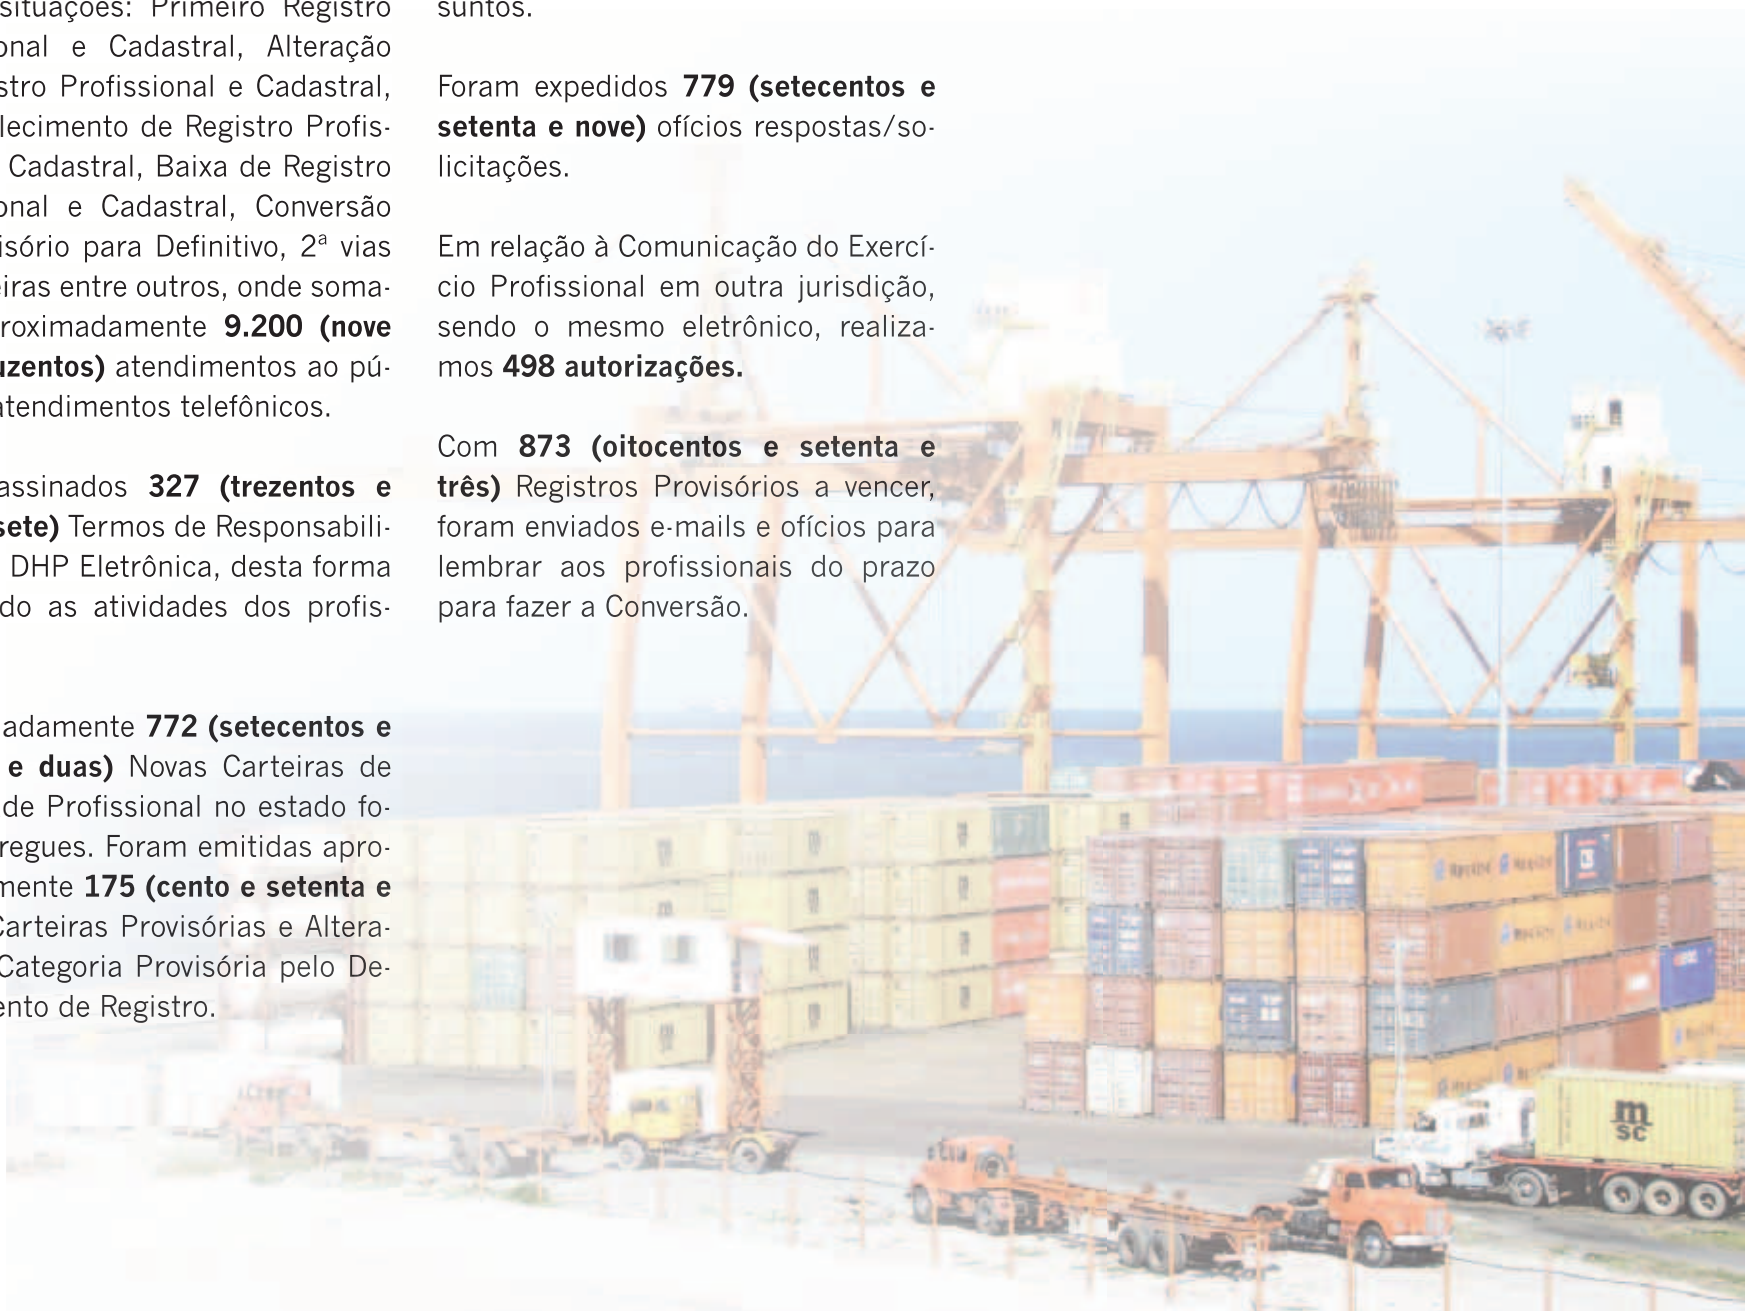 situações: Primeiro Registro
onal e Cadastral, Alteração
stro Profissional e Cadastral,
lecimento de Registro Profis-
Cadastral, Baixa de Registro
onal e Cadastral, Conversão
isório para Definitivo, 2ª vias
eiras entre outros, onde soma-
roximadamente 9.200 (nove
uzentos) atendimentos ao pú-
atendimentos telefônicos.
assinados 327 (trezentos e
sete) Termos de Responsabili-
DHP Eletrônica, desta forma
do as atividades dos profis-
adamente 772 (setecentos e
e duas) Novas Carteiras de
de Profissional no estado fo-
regues. Foram emitidas apro-
mente 175 (cento e setenta e
Carteiras Provisórias e Altera-
Categoria Provisória pelo De-
ento de Registro.
suntos.
Foram expedidos 779 (setecentos e
setenta e nove) ofícios respostas/so-
licitações.
Em relação à Comunicação do Exercí-
cio Profissional em outra jurisdição,
sendo o mesmo eletrônico, realiza-
mos 498 autorizações.
Com 873 (oitocentos e setenta e
três) Registros Provisórios a vencer,
foram enviados e-mails e ofícios para
lembrar aos profissionais do prazo
para fazer a Conversão.
m
sc